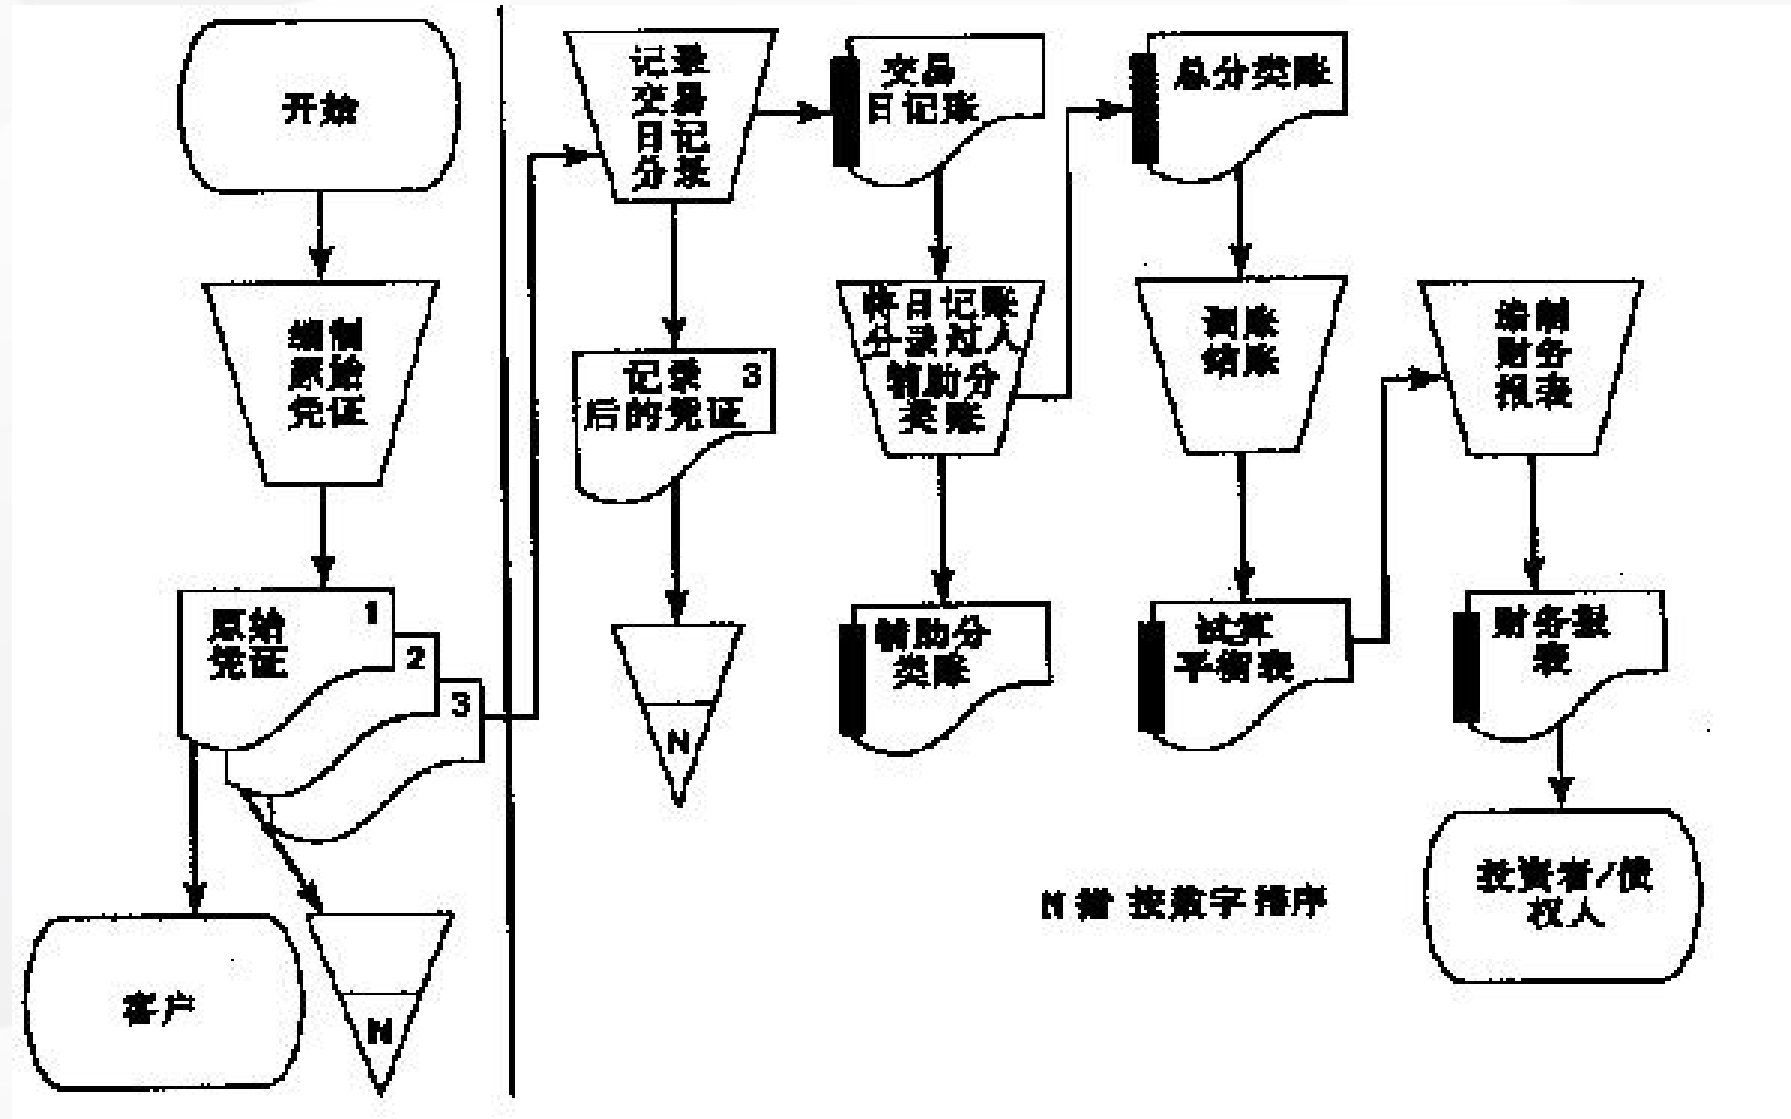 开始
编制
原始
凭证
原始
凭证
1
2
3
客户
N
记录
交易
日记
分录
记录
后的凭证
3
N
交易
日记账
将日记账
分录过入
辅助分
类账
辅助分
类账
总分类账
调账
结账
试算
平衡表
编制
财务
报表
财务报
表
投资者/债
权人
N指 按数字排序